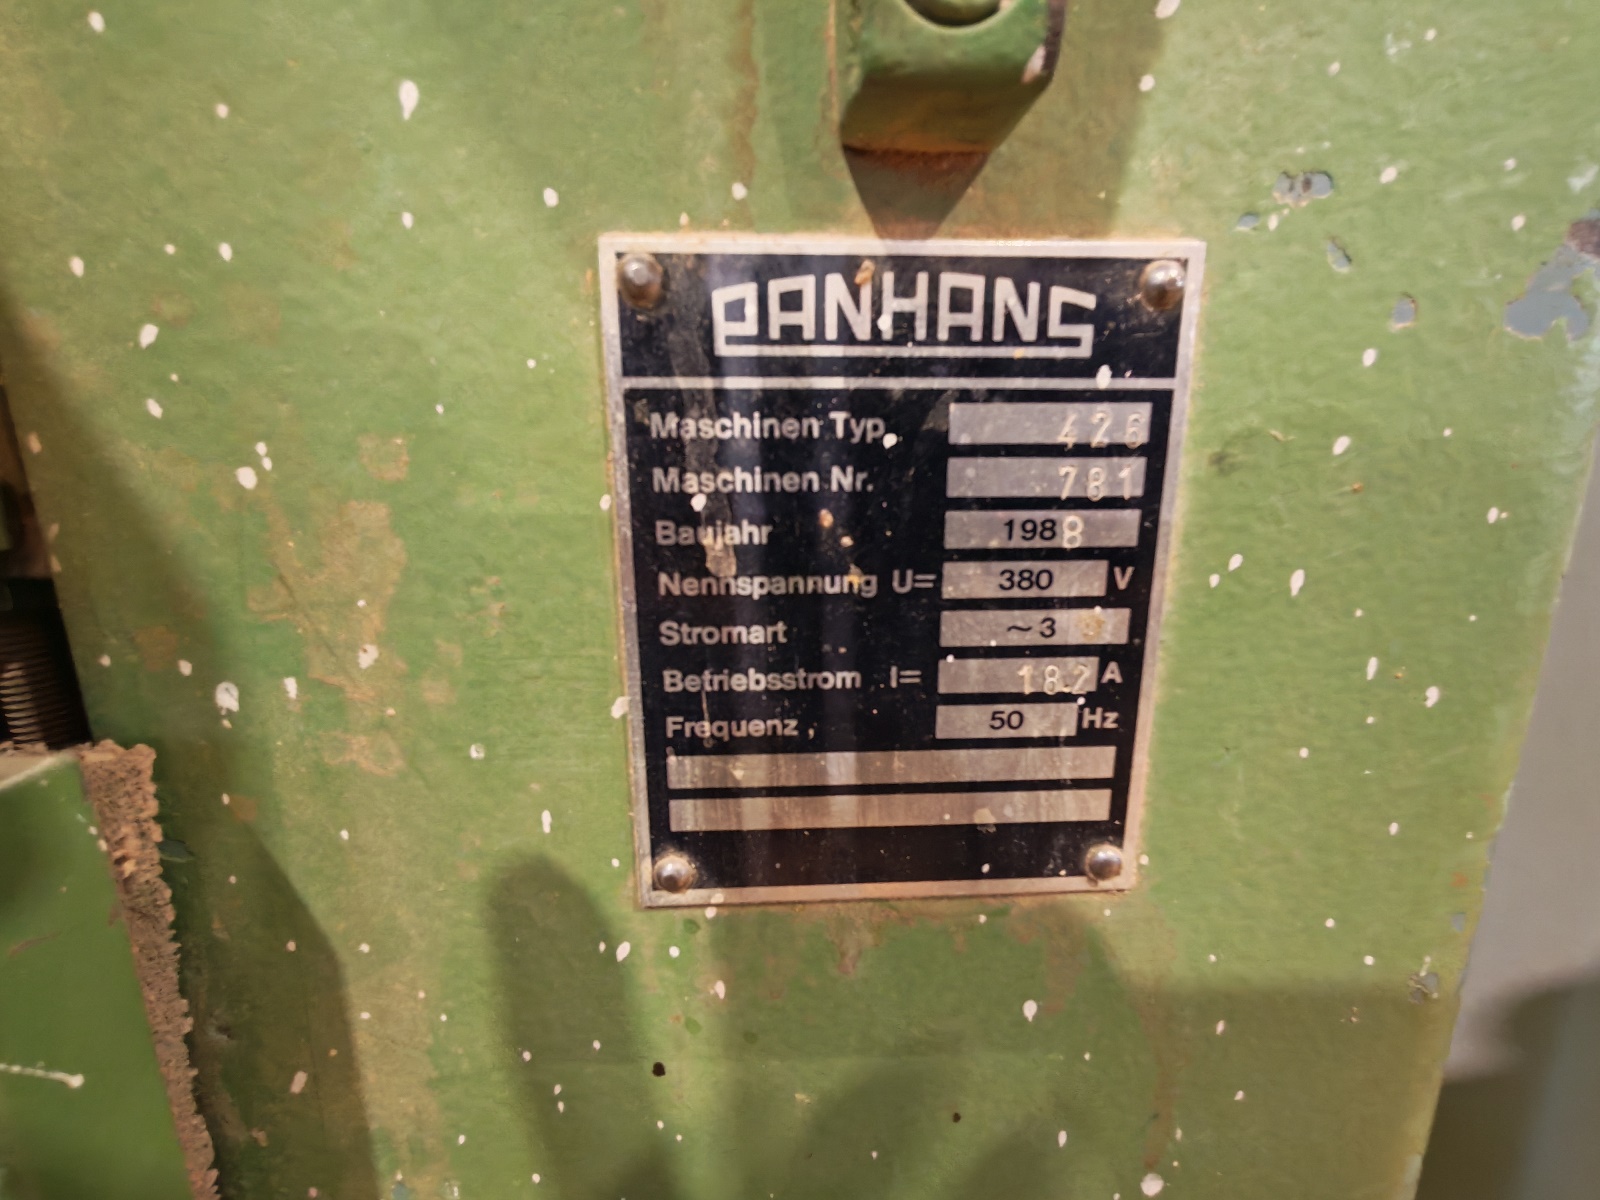 PANHANS
Maschinen Typ. 426
Maschinen Nr. 781
Baujahr 1988
Nennspannung U= 380 V
Stromart ~3
Betriebsstrom I= 18.2 A
Frequenz, 50 Hz